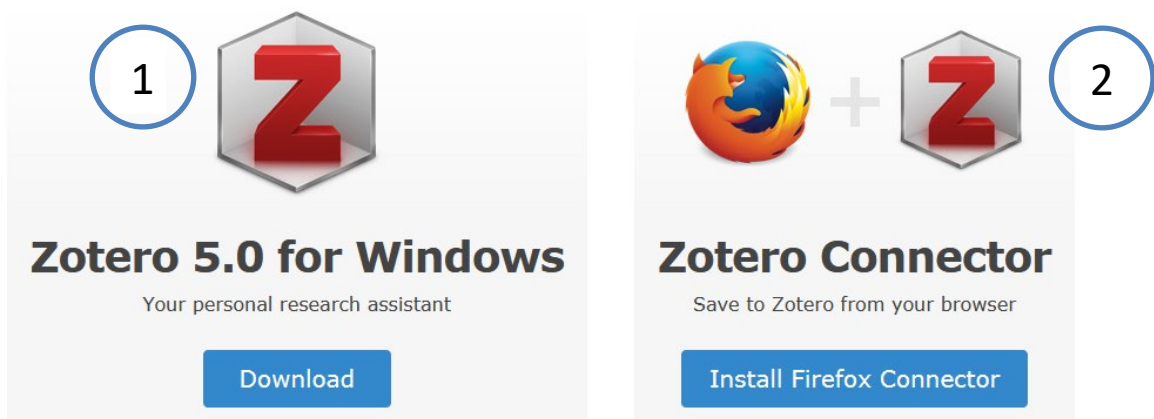 1
Zotero 5.0 for Windows
Your personal research assistant
Download
2
Zotero Connector
Save to Zotero from your browser
Install Firefox Connector